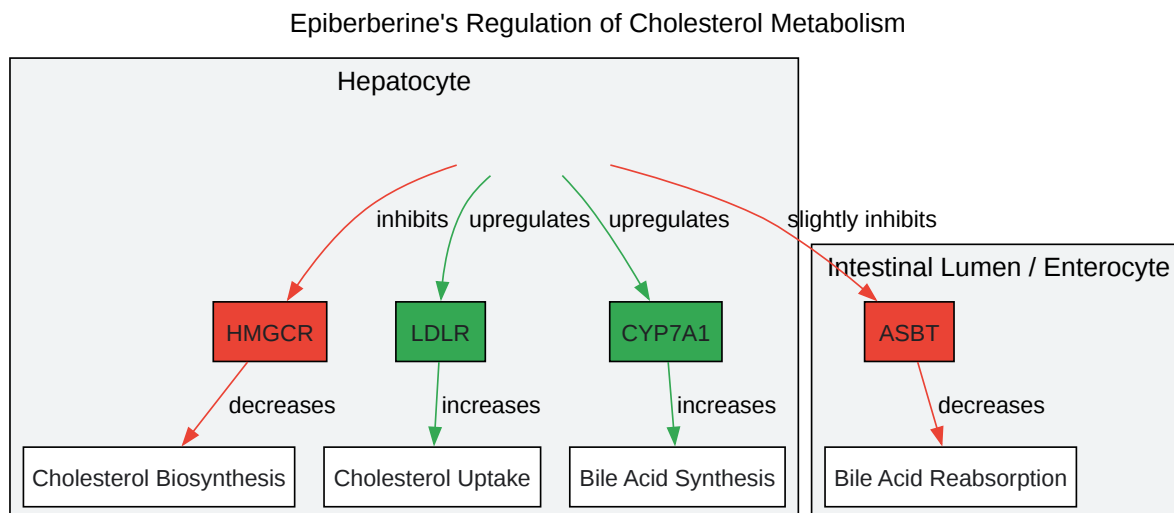 Epiberberine's Regulation of Cholesterol Metabolism
Hepatocyte
inhibits
upregulates
upregulates
slightly inhibits
Intestinal Lumen / Enterocyte
HMGCR
LDLR
CYP7A1
ASBT
decreases
increases
increases
decreases
Cholesterol Biosynthesis
Cholesterol Uptake
Bile Acid Synthesis
Bile Acid Reabsorption